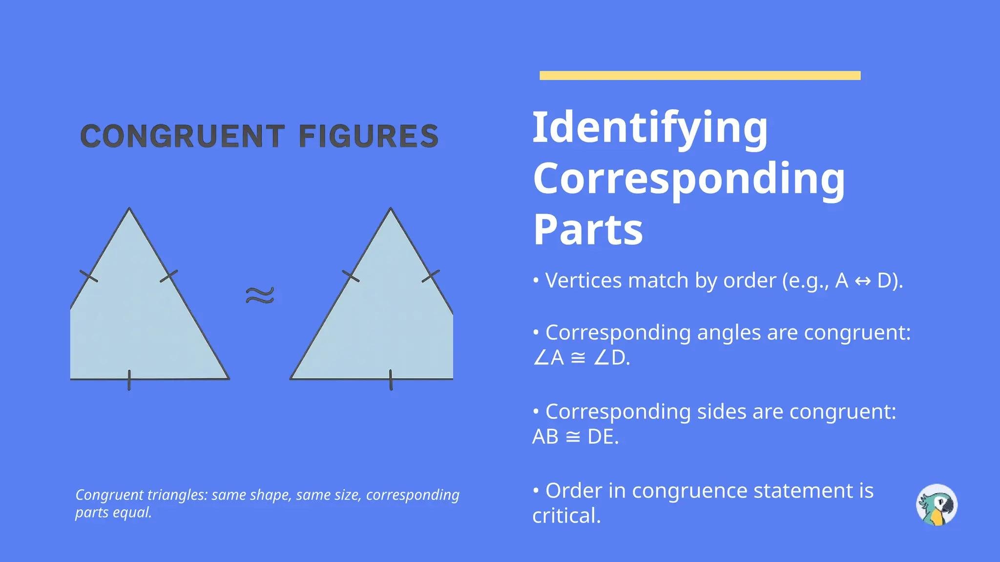 CONGRUENT FIGURES
≈
Congruent triangles: same shape, same size, corresponding
parts equal.
Identifying
Corresponding
Parts
• Vertices match by order (e.g., A ↔ D).
• Corresponding angles are congruent:
∠A ≅ ∠D.
• Corresponding sides are congruent:
AB ≅ DE.
• Order in congruence statement is
critical.